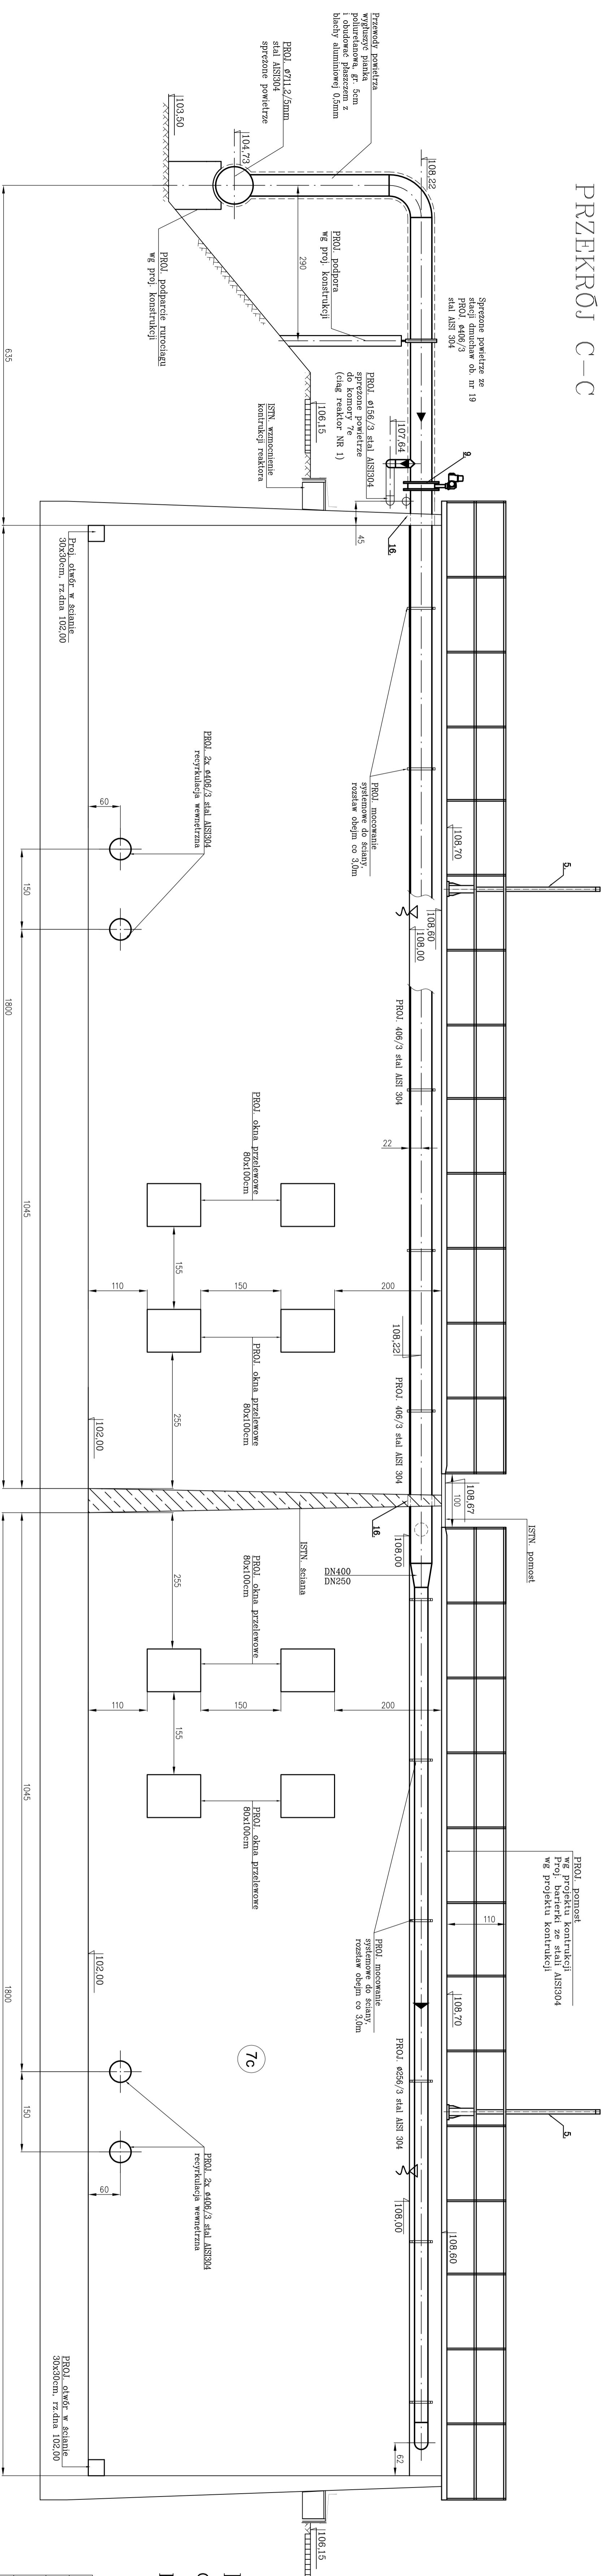 PRZEKRÓJ C-C
Przewody powietrza
wygłuszyć pianką
poliuretanową, gr. 5cm
i obudować płaszczem z
blachy aluminiowej 0,5mm
PROJ. ø711,2/5mm
stal AISI304
sprężone powietrze
103,50
104,73
108,22
PROJ. podparcie rurociągu
wg proj. konstrukcji
290
PROJ. podpora
wg proj. konstrukcji
Sprężone powietrze ze
stacji dmuchaw ob. nr 19
PROJ. ø406/3
stal AISI 304
PROJ. ø156/3 stal AISI304
sprężone powietrze
do komory 7e
(ciąg reaktor NR 1)
107,64
106,15
ISTN. wzmocnienie
kontrukcji reaktora
9
16
45
635
Proj. otwór w ścianie
30x30cm, rz.dna 102,00
PROJ. mocowanie
systemowe do ściany,
rozstaw obejm co 3,0m
PROJ. 2x ø406/3 stal AISI304
recyrkulacja wewnętrzna
60
150
108,70
5
108,60
108,00
PROJ. 406/3 stal AISI 304
22
1800
1045
PROJ. okna przelewowe
80x100cm
155
110
150
200
PROJ. okna przelewowe
80x100cm
255
108,22
PROJ. 406/3 stal AISI 304
102,00
108,67
100
16
ISTN. pomost
ISTN. ściana
108,00
DN400
DN250
255
PROJ. okna przelewowe
80x100cm
110
150
200
155
PROJ. okna przelewowe
80x100cm
1045
PROJ. pomost
wg projektu kontrukcji
Proj. barierki ze stali AISI304
wg projektu kontrukcji
110
PROJ. mocowanie
systemowe do ściany,
rozstaw obejm co 3,0m
102,00
108,70
7c
PROJ. ø256/3 stal AISI 304
5
108,00
108,60
150
60
PROJ. 2x ø406/3 stal AISI304
recyrkulacja wewnętrzna
1800
PROJ. otwór w ścianie
30x30cm, rz.dna 102,00
62
106,15